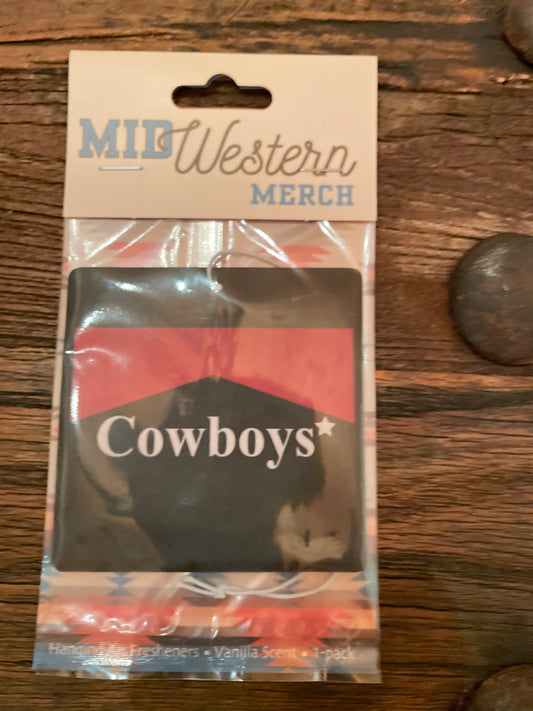 MID Western
MERCH
Cowboys
Hanging Air Fresheners • Vanilla Scent • 1-pack